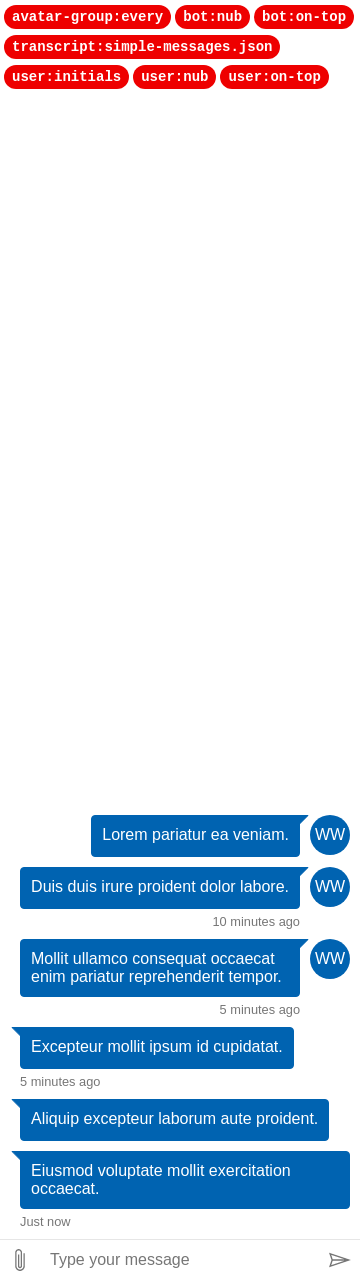 avatar-group:every bot:nub bot:on-top
transcript:simple-messages.json
user:initials user:nub user:on-top
Lorem pariatur ea veniam. WW
Duis duis irure proident dolor labore. WW
10 minutes ago
Mollit ullamco consequat occaecat WW
enim pariatur reprehenderit tempor.
5 minutes ago
Excepteur mollit ipsum id cupidatat.
5 minutes ago
Aliquip excepteur laborum aute proident.
Eiusmod voluptate mollit exercitation
occaecat.
Just now
Type your message